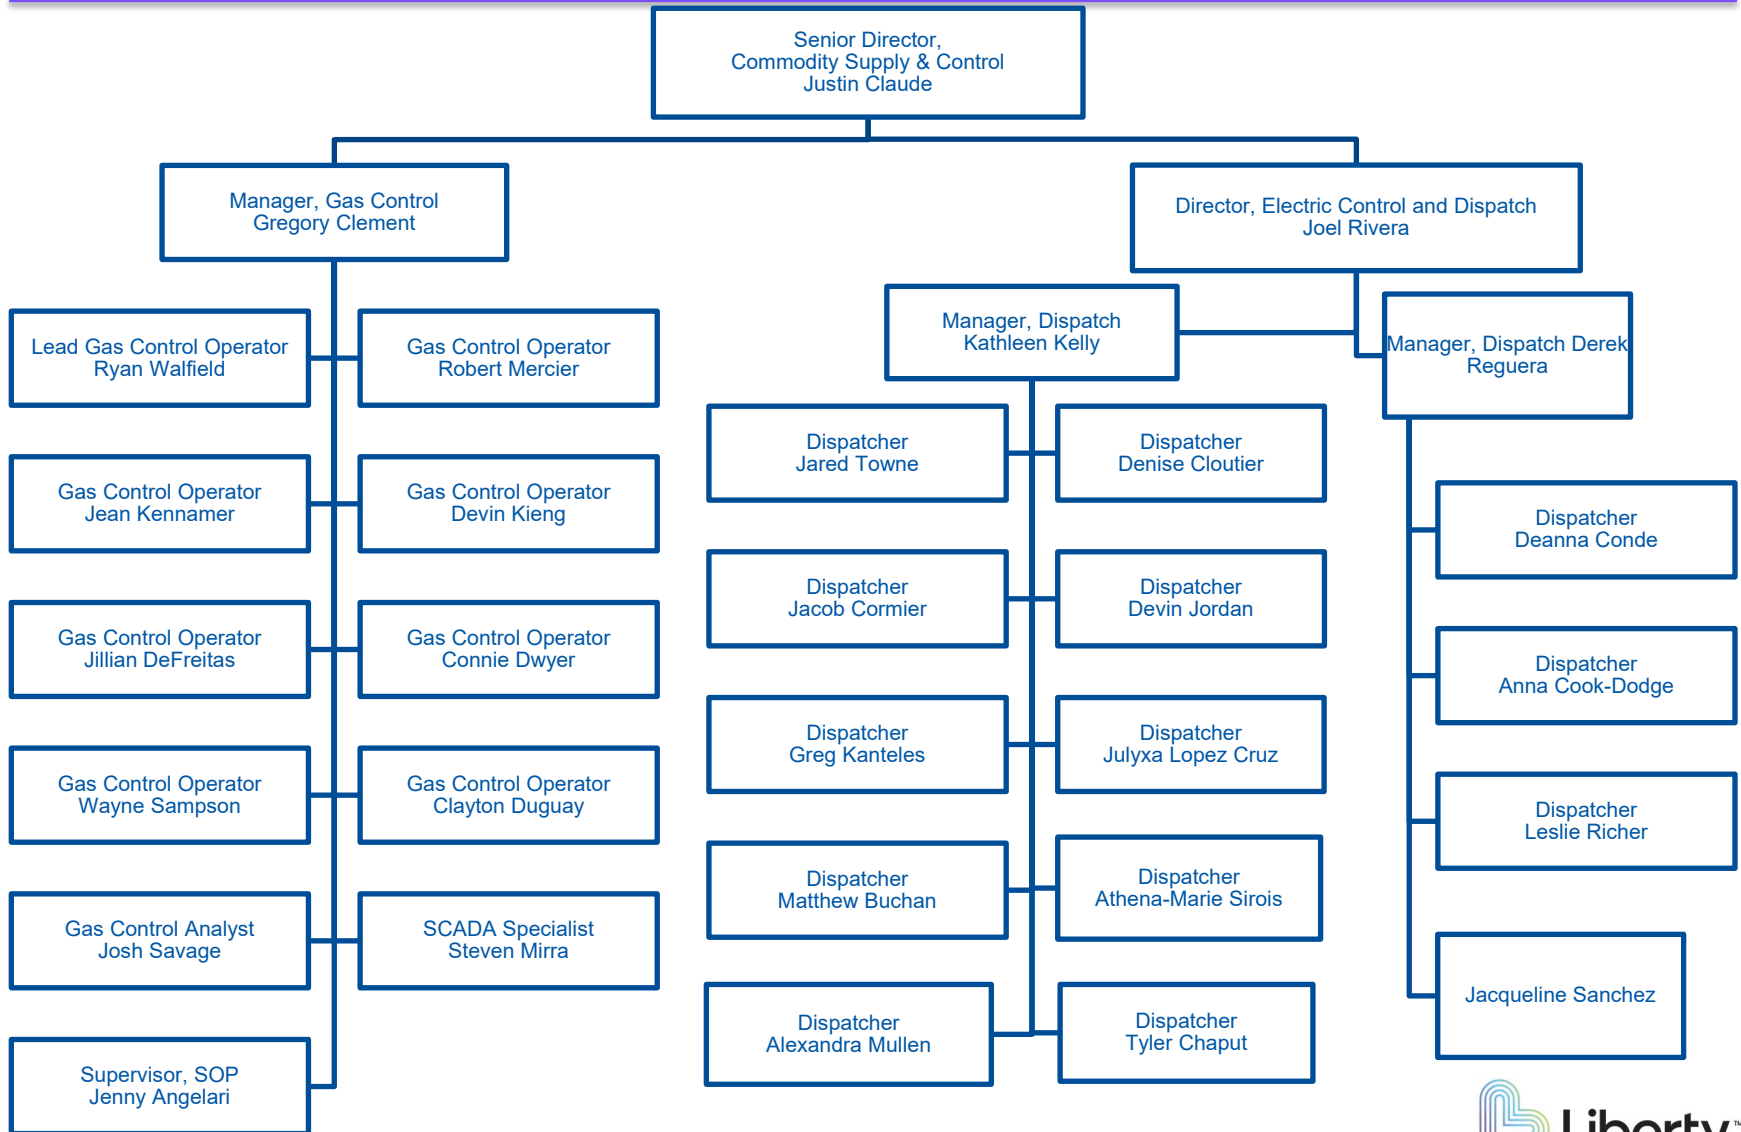 Senior Director,
Commodity Supply & Control
Justin Claude
Manager, Gas Control
Gregory Clement
Director, Electric Control and Dispatch
Joel Rivera
Lead Gas Control Operator
Ryan Walfield
Gas Control Operator
Robert Mercier
Gas Control Operator
Jean Kennamer
Gas Control Operator
Devin Kieng
Gas Control Operator
Jillian DeFreitas
Gas Control Operator
Connie Dwyer
Gas Control Operator
Wayne Sampson
Gas Control Operator
Clayton Duguay
Gas Control Analyst
Josh Savage
SCADA Specialist
Steven Mirra
Supervisor, SOP
Jenny Angelari
Manager, Dispatch
Kathleen Kelly
Dispatcher
Jared Towne
Dispatcher
Denise Cloutier
Dispatcher
Jacob Cormier
Dispatcher
Devin Jordan
Dispatcher
Greg Kanteles
Dispatcher
Julyxa Lopez Cruz
Dispatcher
Matthew Buchan
Dispatcher
Athena-Marie Sirois
Dispatcher
Alexandra Mullen
Dispatcher
Tyler Chaput
Manager, Dispatch Derek
Reguera
Dispatcher
Deanna Conde
Dispatcher
Anna Cook-Dodge
Dispatcher
Leslie Richer
Jacqueline Sanchez
Liberty™